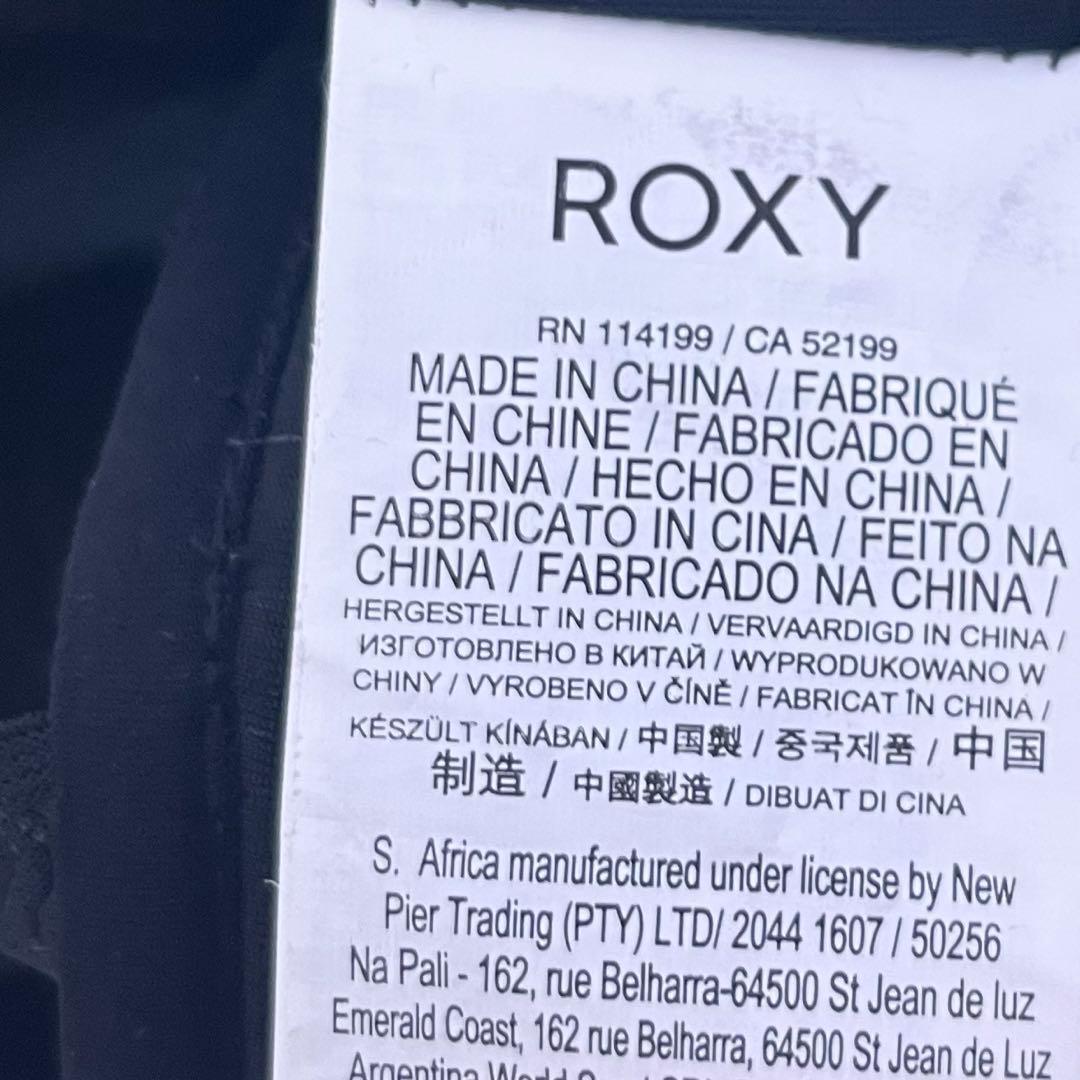 ROXY
RN 114199 / CA 52199
MADE IN CHINA / FABRIQUÉ
EN CHINE / FABRICADO EN
CHINA / HECHO EN CHINA /
FABBRICATO IN CINA / FEITO NA
CHINA / FABRICADO NA CHINA /
HERGESTELLT IN CHINA / VERVAARDIGD IN CHINA /
ИЗГОТОВЛЕНО В КИТАЙ / WYPRODUKOWANO W
CHINY / VYROBENO V ČÍNĚ / FABRICAT ÎN CHINA /
KÉSZÜLT KÍNÁBAN / 中国製 / 중국제품 / 中国
制造 / 中國製造 / DIBUAT DI CINA
S. Africa manufactured under license by New
Pier Trading (PTY) LTD/ 2044 1607 / 50256
Na Pali - 162, rue Belharra-64500 St Jean de luz
Emerald Coast, 162 rue Belharra, 64500 St Jean de Luz
Argentina